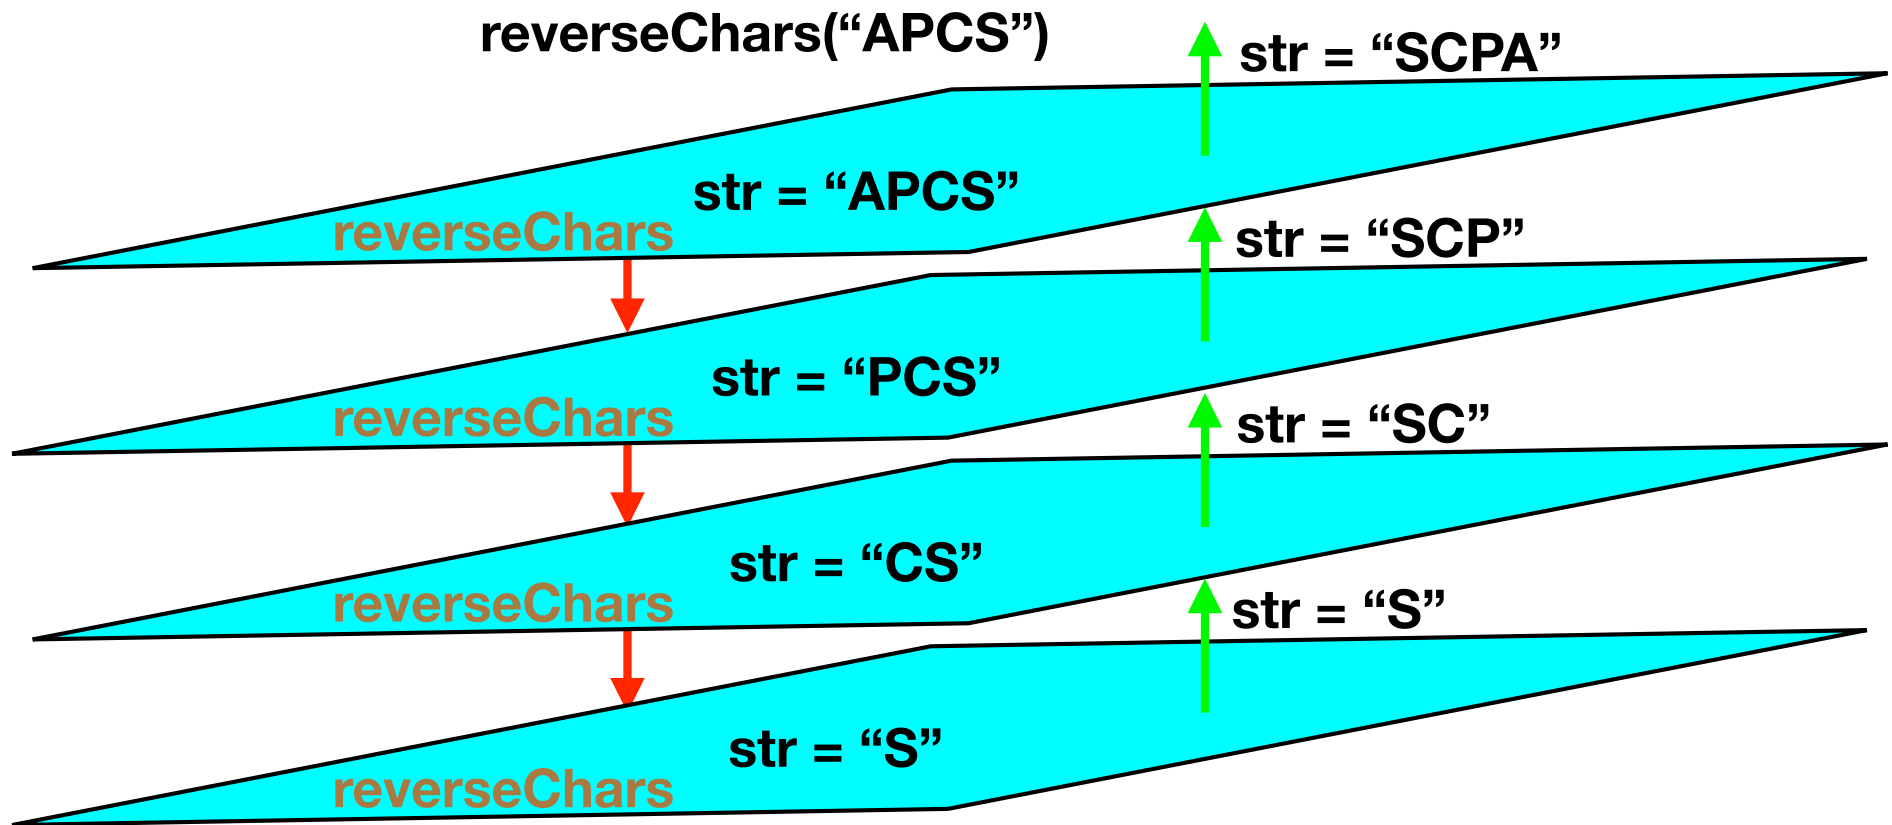 reverseChars(“APCS”)
str = “SCPA”
str = “APCS”
reverseChars
str = “SCP”
str = “PCS”
reverseChars
str = “SC”
str = “CS”
reverseChars
str = “S”
str = “S”
reverseChars